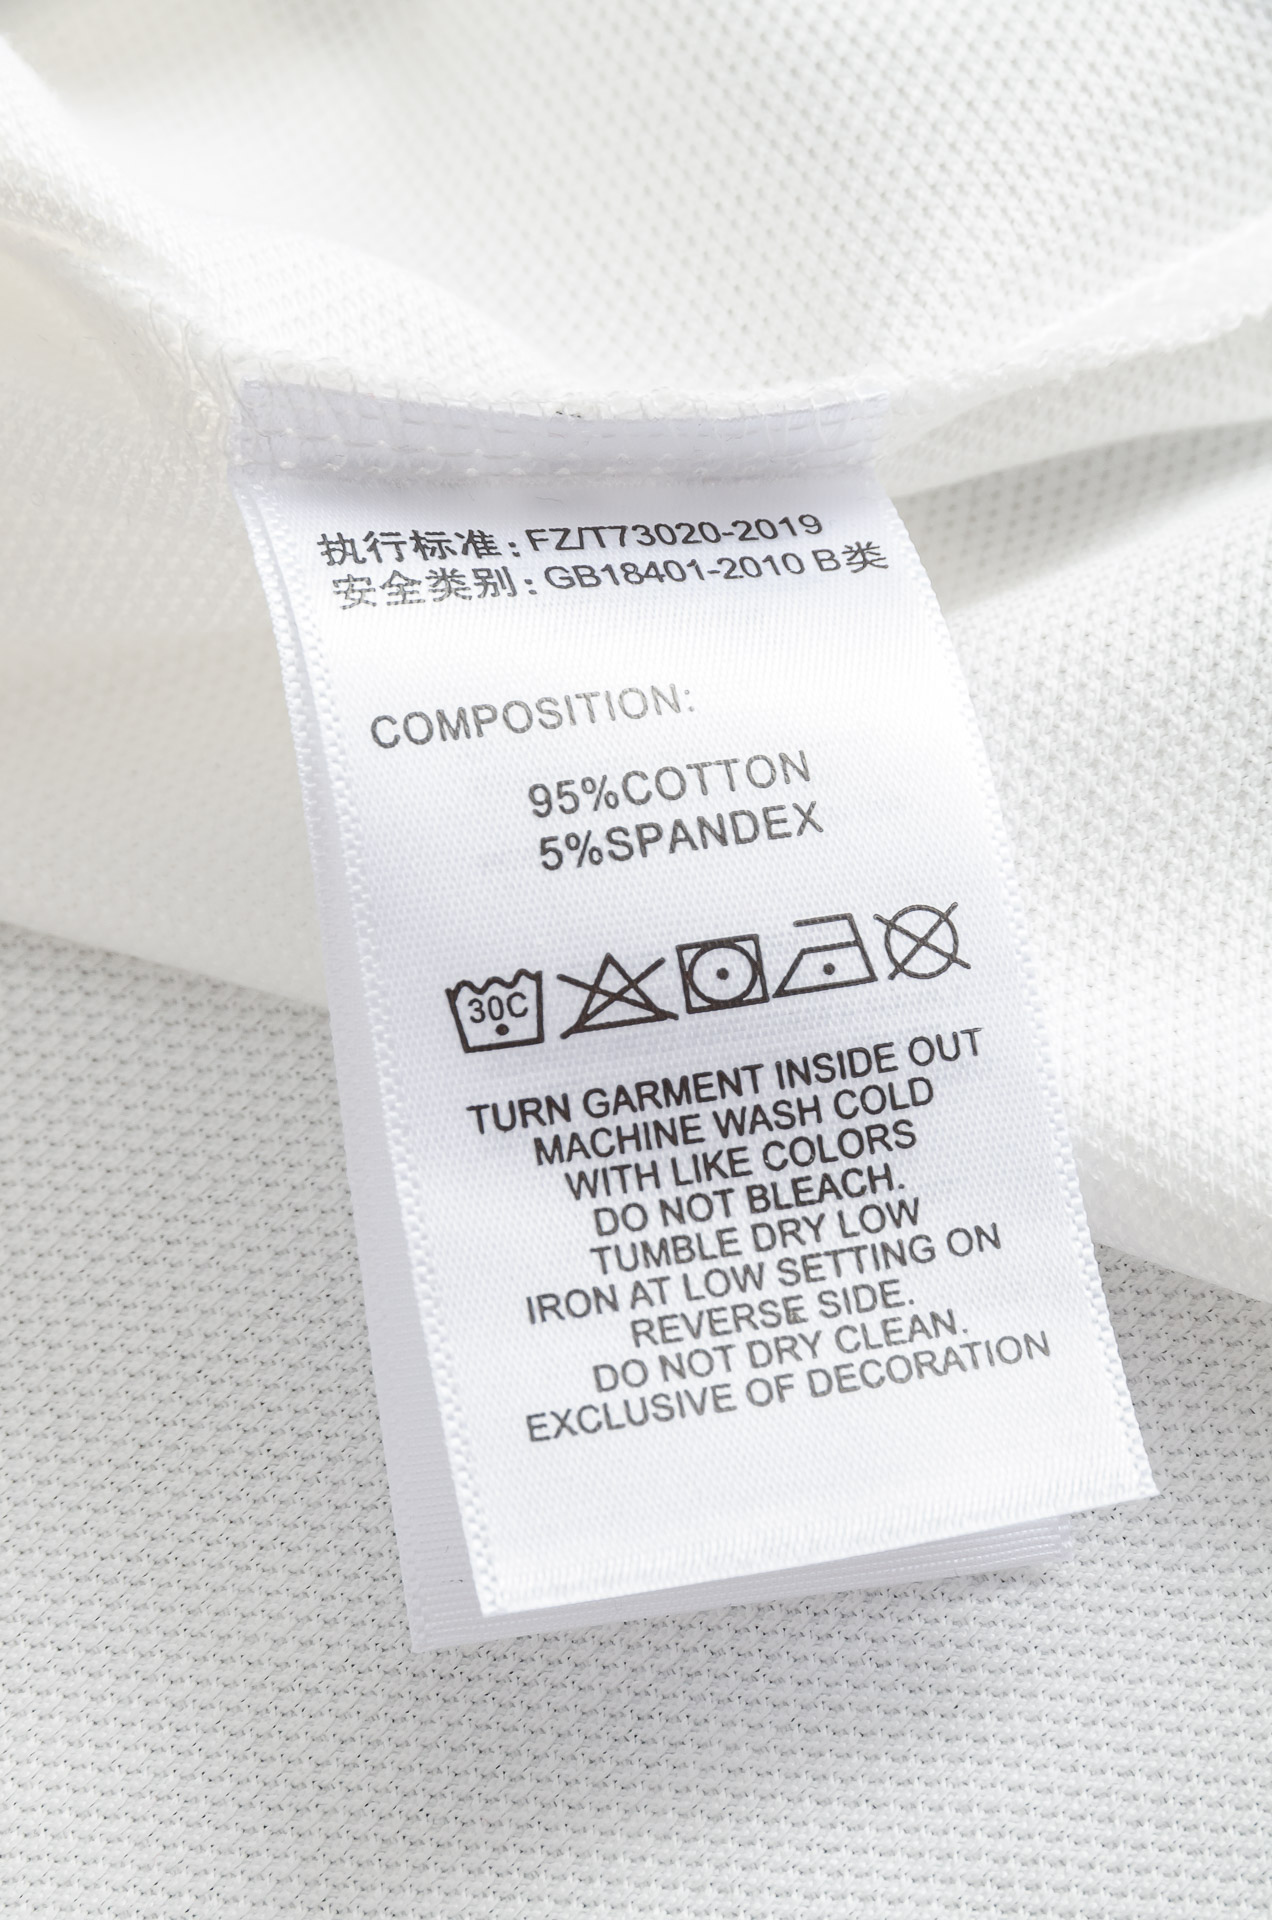 执行标准：FZ/T73020-2019
安全类别：GB18401-2010 B类
COMPOSITION:
95%COTTON
5%SPANDEX
30C
TURN GARMENT INSIDE OUT
MACHINE WASH COLD
WITH LIKE COLORS
DO NOT BLEACH.
TUMBLE DRY LOW
IRON AT LOW SETTING ON
REVERSE SIDE.
DO NOT DRY CLEAN.
EXCLUSIVE OF DECORATION